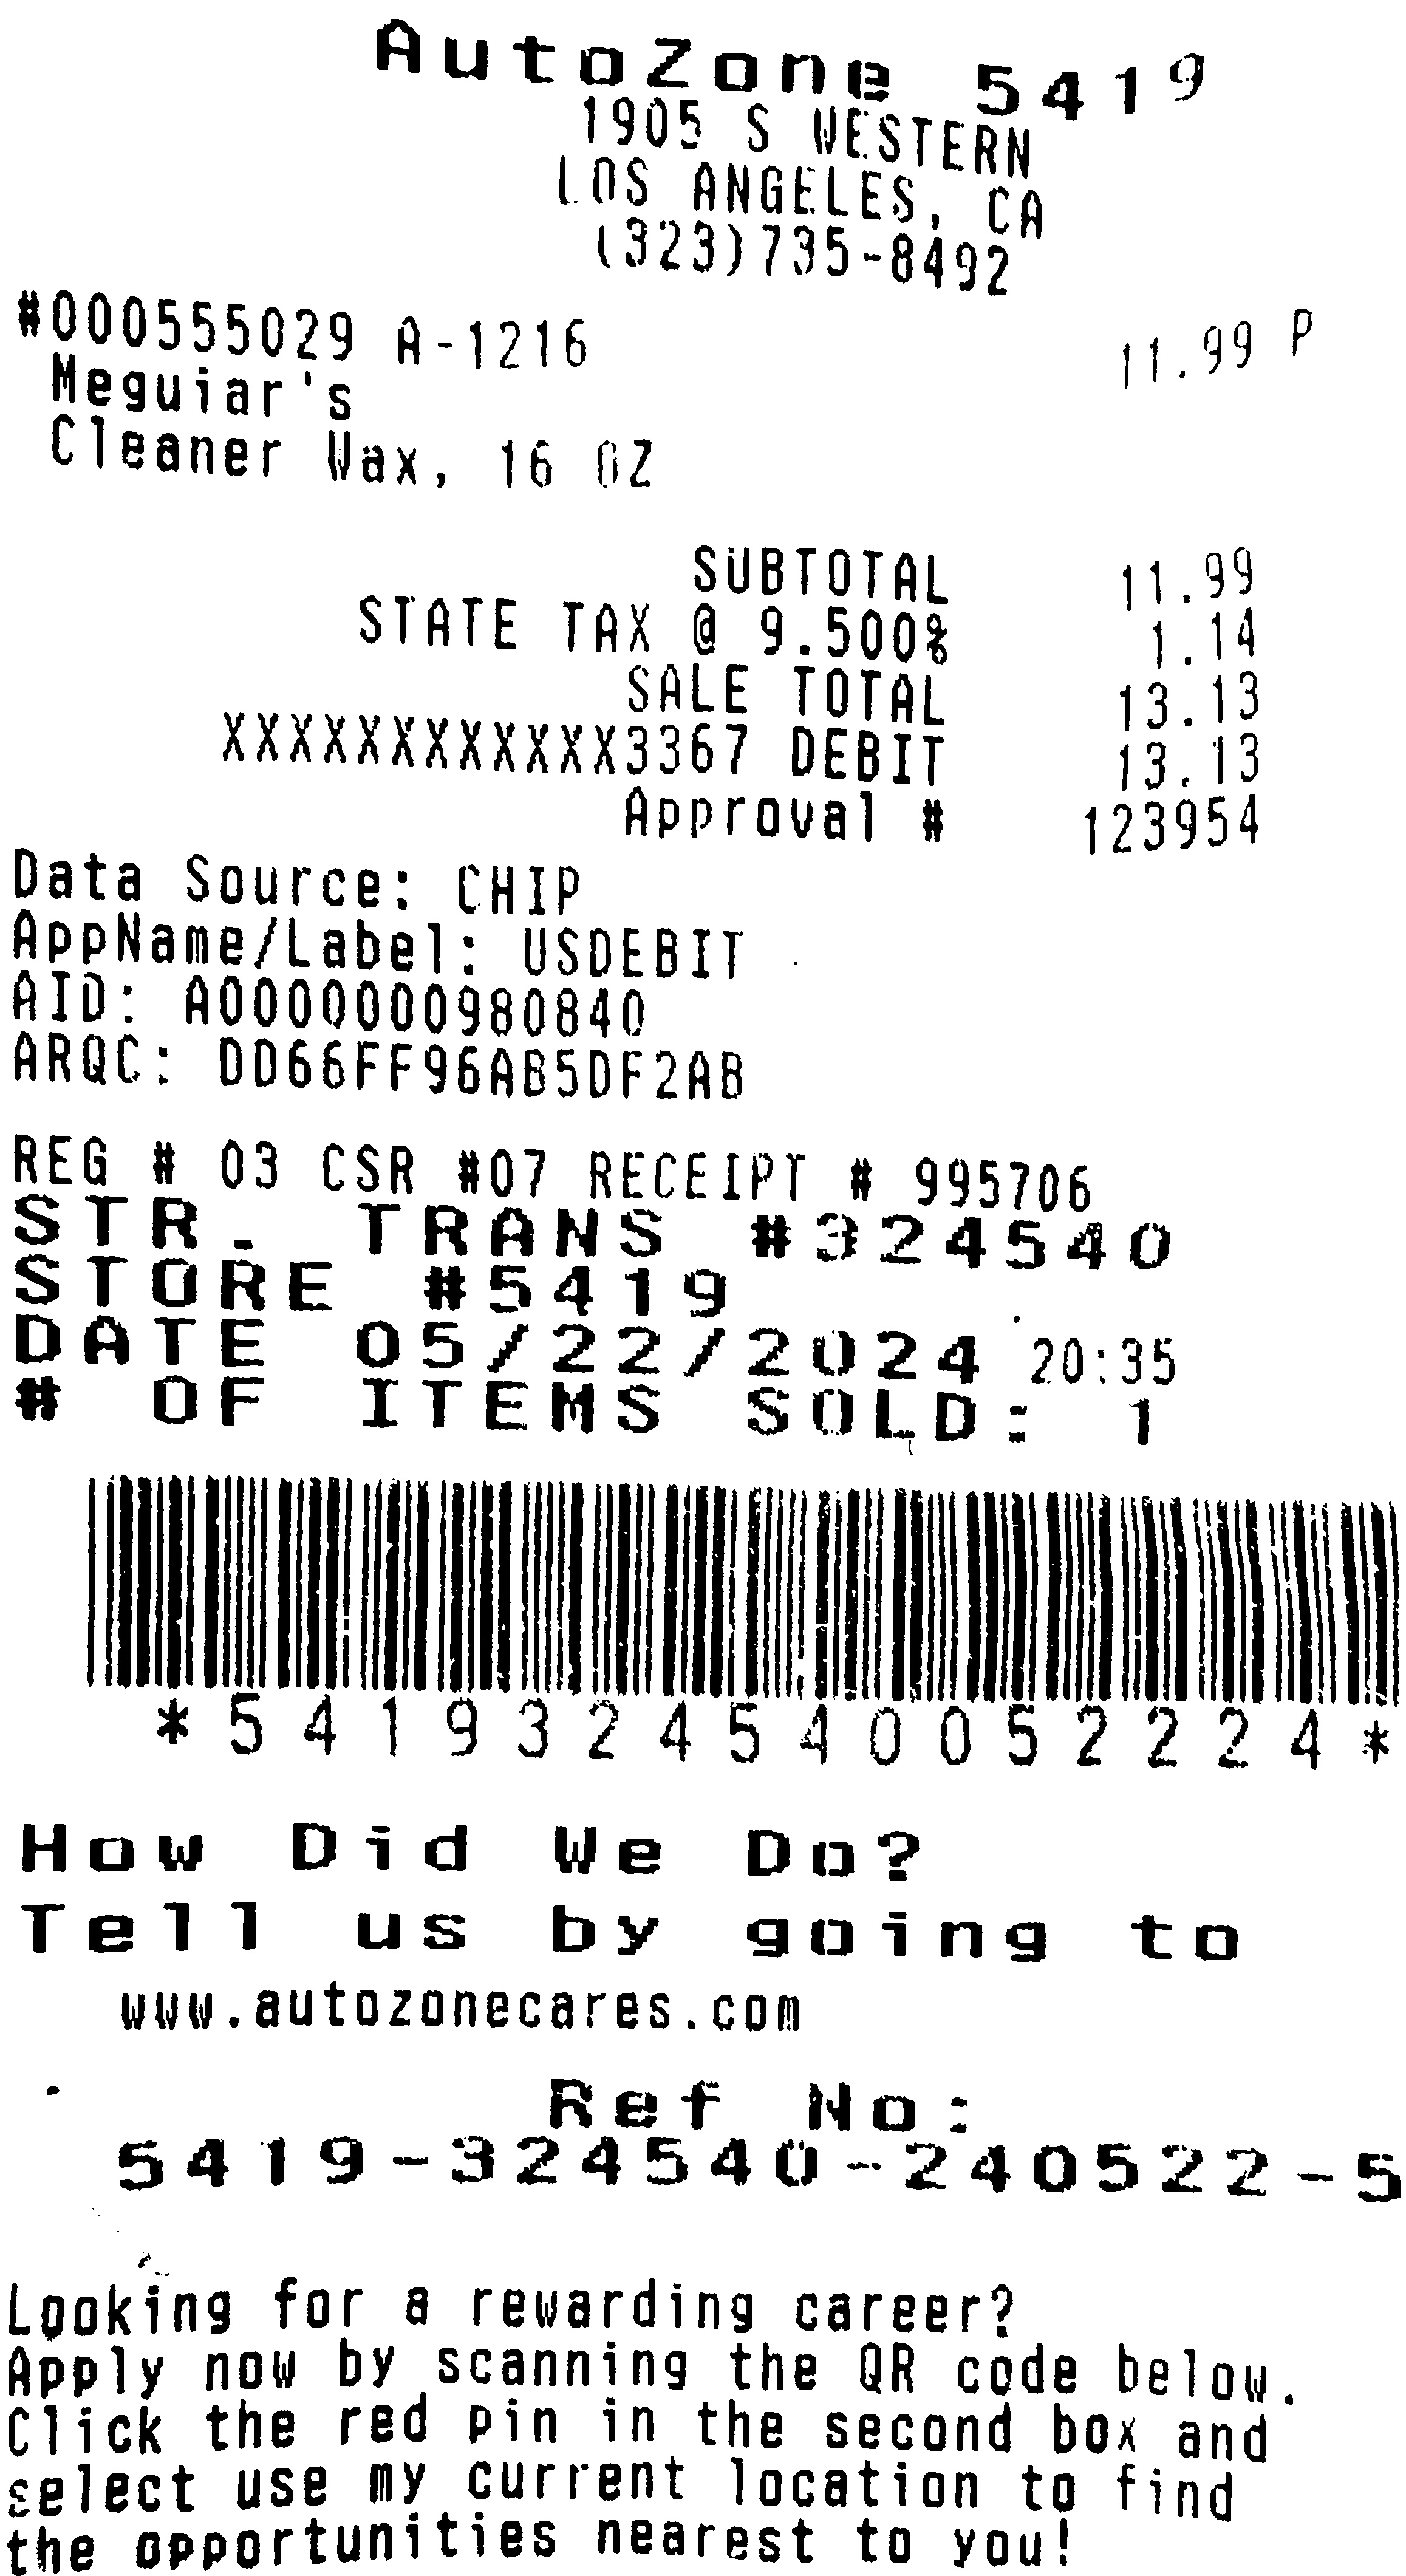 AutoZone 5419
1905 S WESTERN
LOS ANGELES, CA
(323)735-8492
#000555029 A-1216 11.99 P
Meguiar's
Cleaner Wax, 16 OZ
SUBTOTAL 11.99
STATE TAX @ 9.500% 1.14
SALE TOTAL 13.13
XXXXXXXXXXXX3367 DEBIT 13.13
Approval # 123954
Data Source: CHIP
AppName/Label: USDEBIT
AID: A0000000980840
ARQC: DD66FF96AB5DF2AB
REG # 03 CSR #07 RECEIPT # 995706
STR. TRANS #324540
STORE #5419
DATE 05/22/2024 20:35
# OF ITEMS SOLD: 1
*5419324540052224*
How Did We Do?
Tell us by going to
www.autozonecares.com
Ref No:
5419-324540-240522-5
Looking for a rewarding career?
Apply now by scanning the QR code below.
Click the red pin in the second box and
select use my current location to find
the opportunities nearest to you!